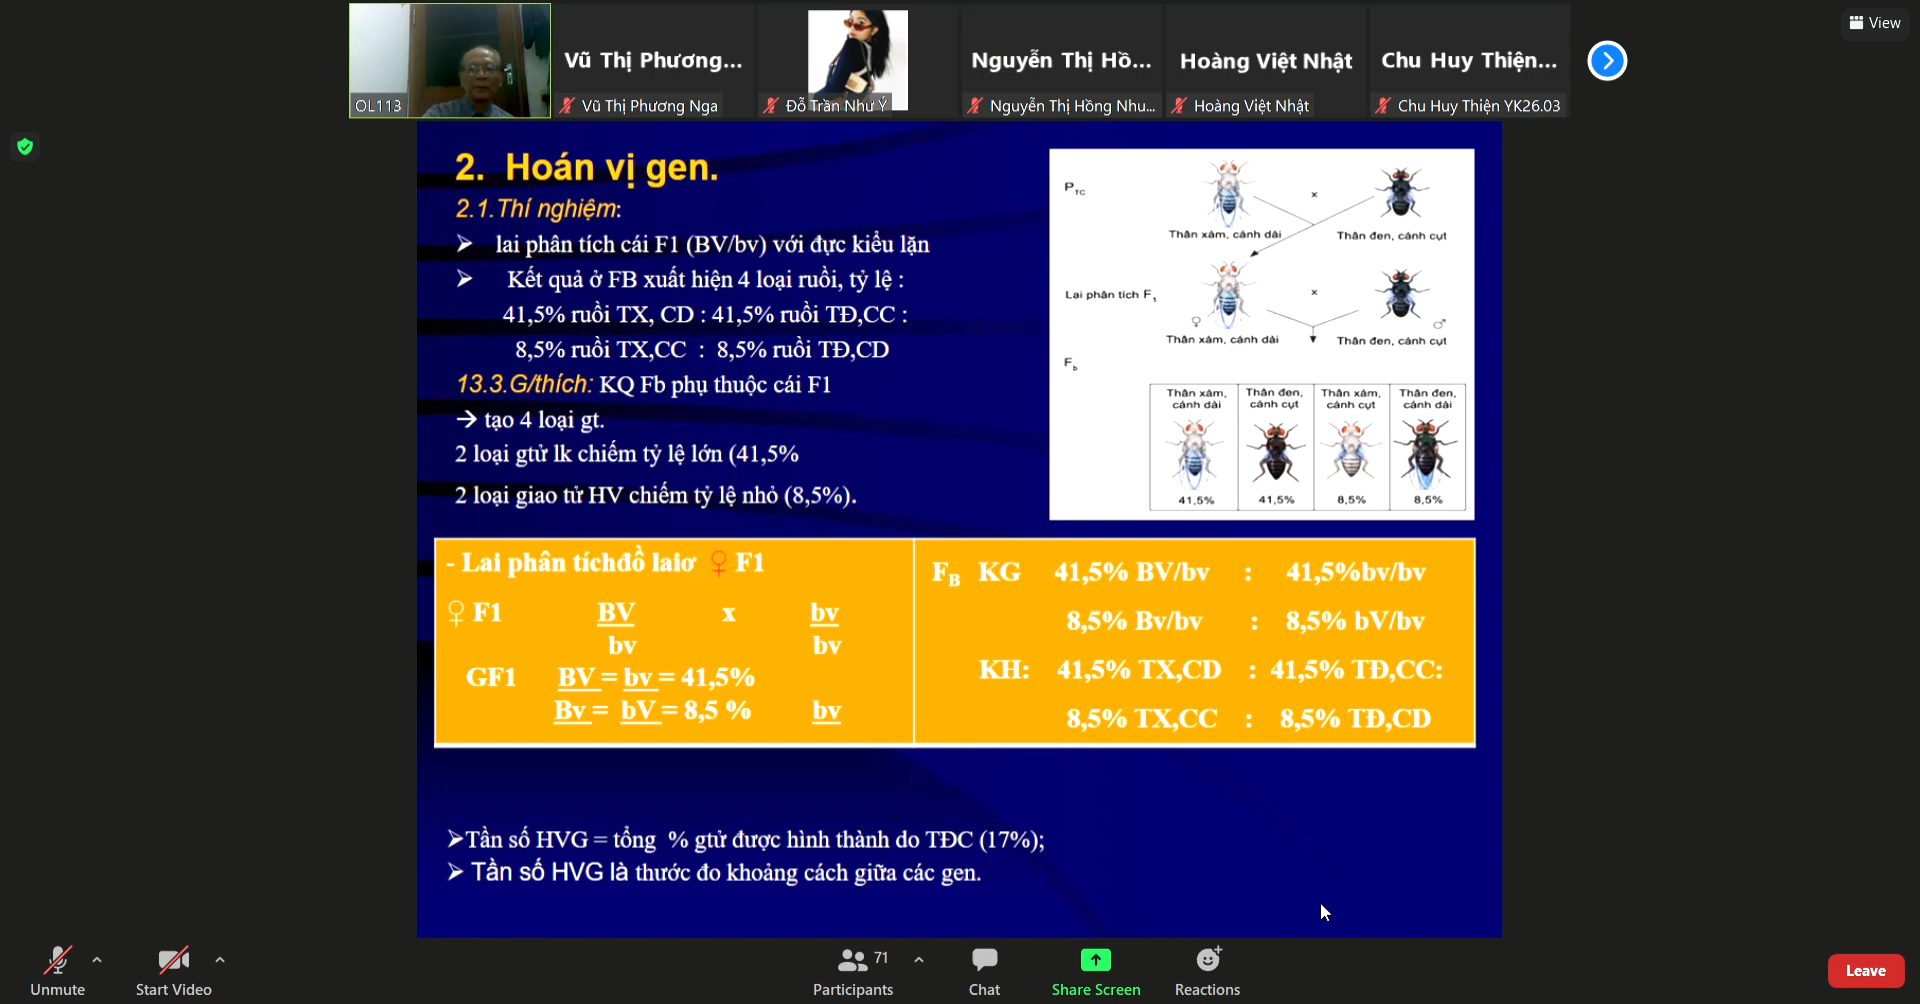 View
OL113
Vũ Thị Phương...
Vũ Thị Phương Nga
Đỗ Trần Như Ý
Nguyễn Thị Hồ...
Nguyễn Thị Hồng Nhu...
Hoàng Việt Nhật
Hoàng Việt Nhật
Chu Huy Thiện...
Chu Huy Thiện YK26.03
2. Hoán vị gen.
2.1.Thí nghiệm:
➢ lai phân tích cái F1 (BV/bv) với đực kiểu lặn
➢ Kết quả ở FB xuất hiện 4 loại ruồi, tỷ lệ :
41,5% ruồi TX, CD : 41,5% ruồi TĐ,CC :
8,5% ruồi TX,CC : 8,5% ruồi TĐ,CD
13.3.G/thích: KQ Fb phụ thuộc cái F1
→ tạo 4 loại gt.
2 loại gtử lk chiếm tỷ lệ lớn (41,5%
2 loại giao tử HV chiếm tỷ lệ nhỏ (8,5%).
PTC x
Thân xám, cánh dài Thân đen, cánh cụt
Lai phân tích F1 x
♀ ♂
Thân xám, cánh dài Thân đen, cánh cụt
Fb
Thân xám, cánh dài
Thân đen, cánh cụt
Thân xám, cánh cụt
Thân đen, cánh dài
41,5% 41,5% 8,5% 8,5%
- Lai phân tíchđồ laiơ ♀ F1
♀ F1 BV x bv
bv bv
GF1 BV = bv = 41,5%
Bv = bV = 8,5 % bv
FB KG 41,5% BV/bv : 41,5%bv/bv
8,5% Bv/bv : 8,5% bV/bv
KH: 41,5% TX,CD : 41,5% TĐ,CC:
8,5% TX,CC : 8,5% TĐ,CD
➢Tần số HVG = tổng % gtử được hình thành do TĐC (17%);
➢ Tần số HVG là thước đo khoảng cách giữa các gen.
Unmute
Start Video
71
Participants
Chat
Share Screen
Reactions
Leave